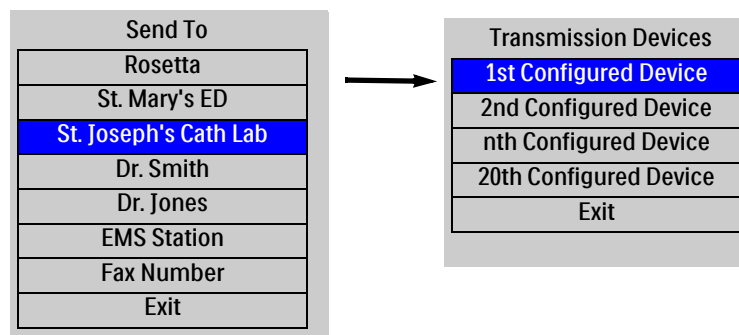 Send To
Rosetta
St. Mary's ED
St. Joseph's Cath Lab
Dr. Smith
Dr. Jones
EMS Station
Fax Number
Exit
Transmission Devices
1st Configured Device
2nd Configured Device
nth Configured Device
20th Configured Device
Exit